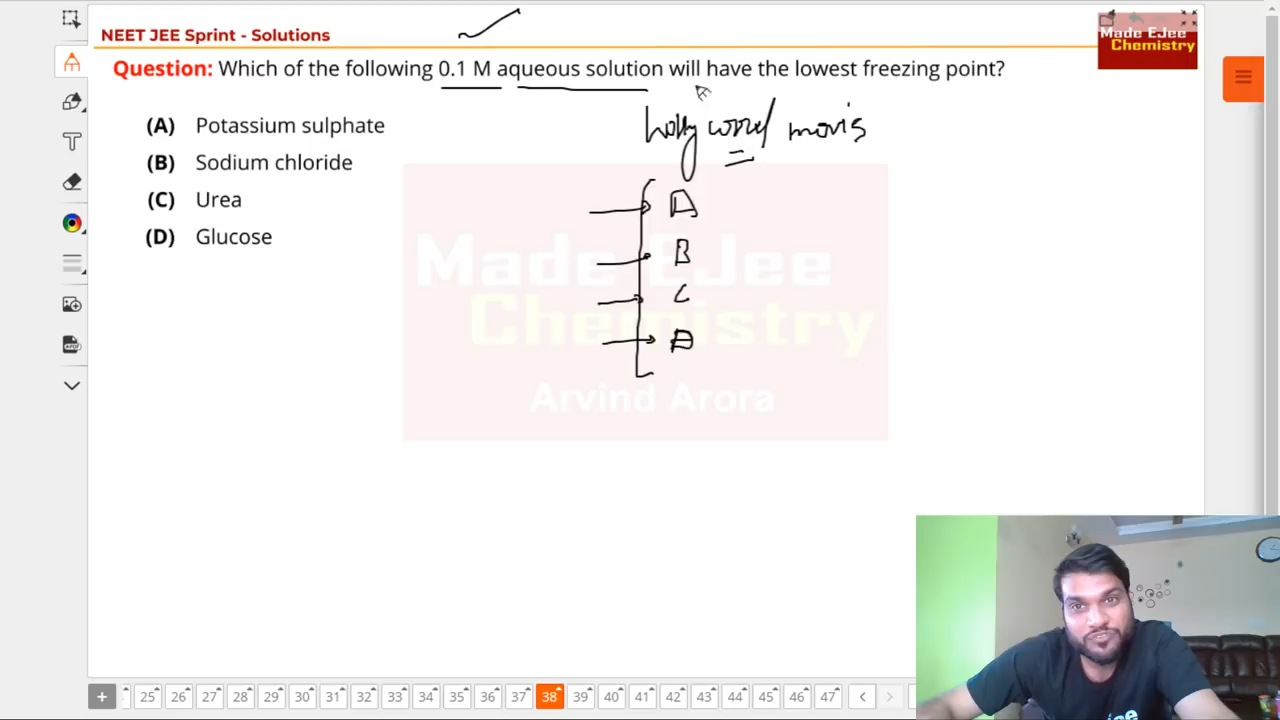 NEET JEE Sprint - Solutions
Made EJee
Chemistry
Question: Which of the following 0.1 M aqueous solution will have the lowest freezing point?
(A) Potassium sulphate
(B) Sodium chloride
(C) Urea
(D) Glucose
A
B
C
D
Made EJee
Chemistry
Arvind Arora
25 26 27 28 29 30 31 32 33 34 35 36 37 38 39 40 41 42 43 44 45 46 47